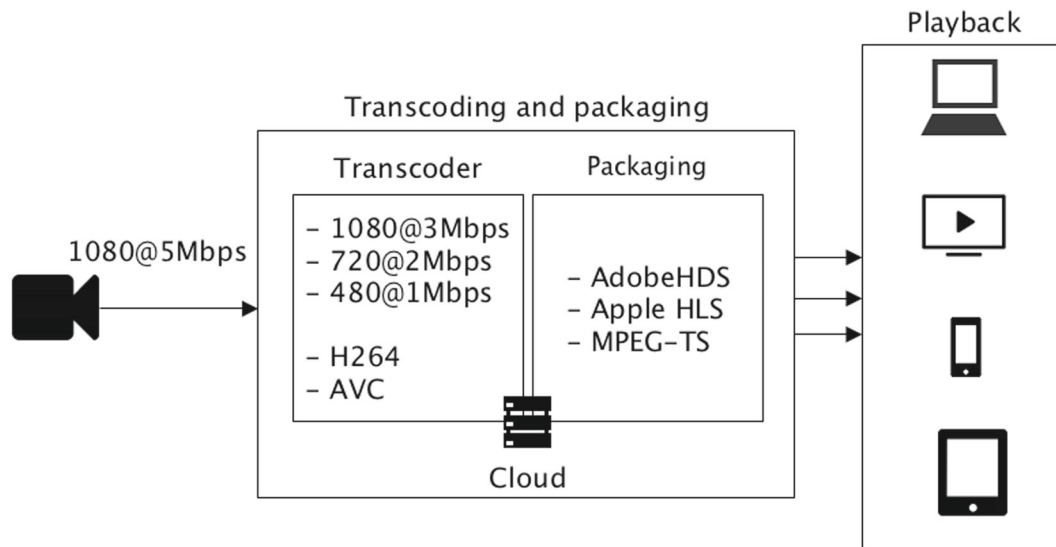 Playback
Transcoding and packaging
Transcoder
Packaging
1080@5Mbps
– 1080@3Mbps
– 720@2Mbps
– 480@1Mbps
– H264
– AVC
– AdobeHDS
– Apple HLS
– MPEG–TS
Cloud